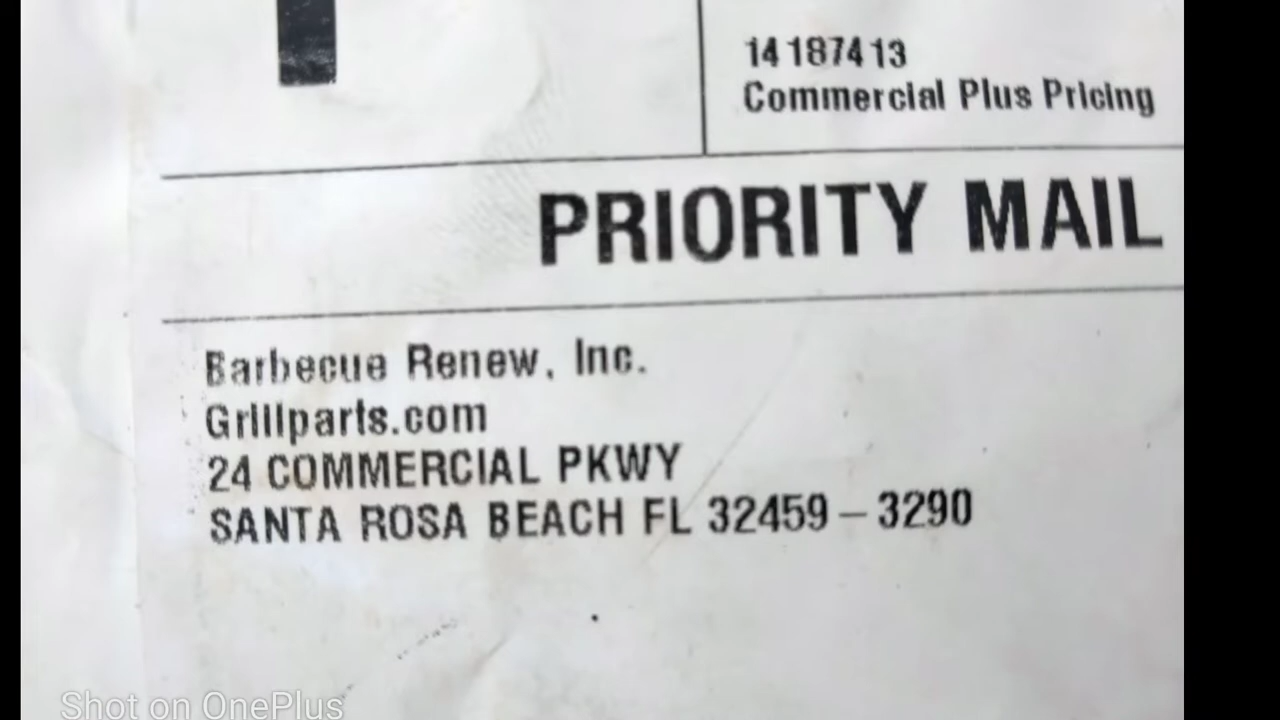 14187413
Commercial Plus Pricing
PRIORITY MAIL
Barbecue Renew, Inc.
Grillparts.com
24 COMMERCIAL PKWY
SANTA ROSA BEACH FL 32459-3290
Shot on OnePlus